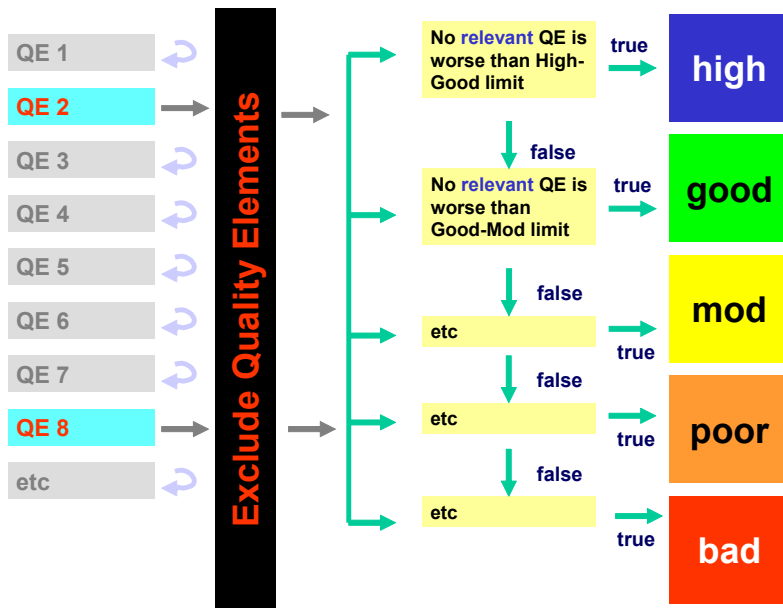 QE 1
QE 2
QE 3
QE 4
QE 5
QE 6
QE 7
QE 8
etc
Exclude Quality Elements
No relevant QE is
worse than High-
Good limit
true
high
false
No relevant QE is
worse than
Good-Mod limit
true
good
false
etc
true
mod
false
etc
true
poor
false
etc
true
bad